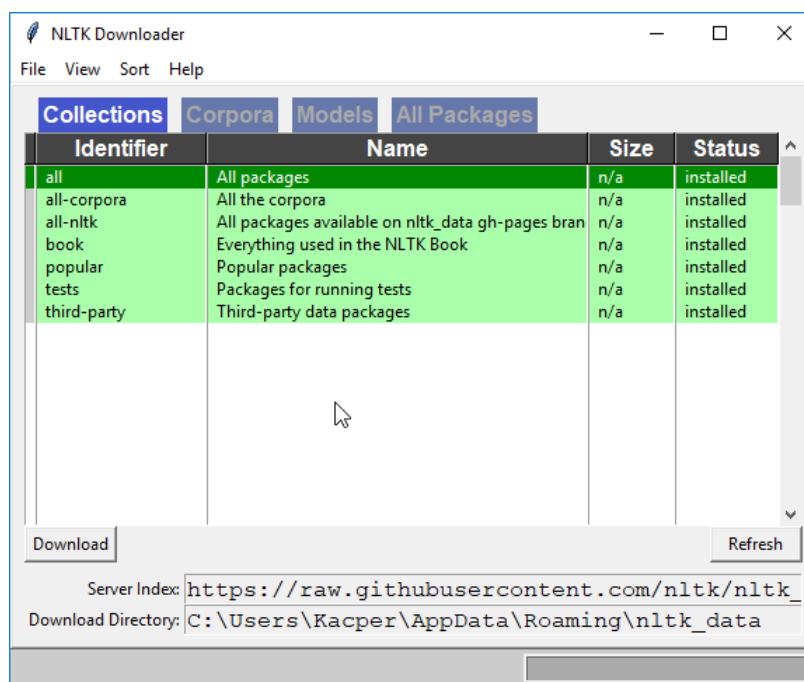 NLTK Downloader
File View Sort Help
Collections Corpora Models All Packages
Identifier Name Size Status
all All packages n/a installed
all-corpora All the corpora n/a installed
all-nltk All packages available on nltk_data gh-pages bran n/a installed
book Everything used in the NLTK Book n/a installed
popular Popular packages n/a installed
tests Packages for running tests n/a installed
third-party Third-party data packages n/a installed
Download Refresh
Server Index: https://raw.githubusercontent.com/nltk/nltk_
Download Directory: C:\Users\Kacper\AppData\Roaming\nltk_data